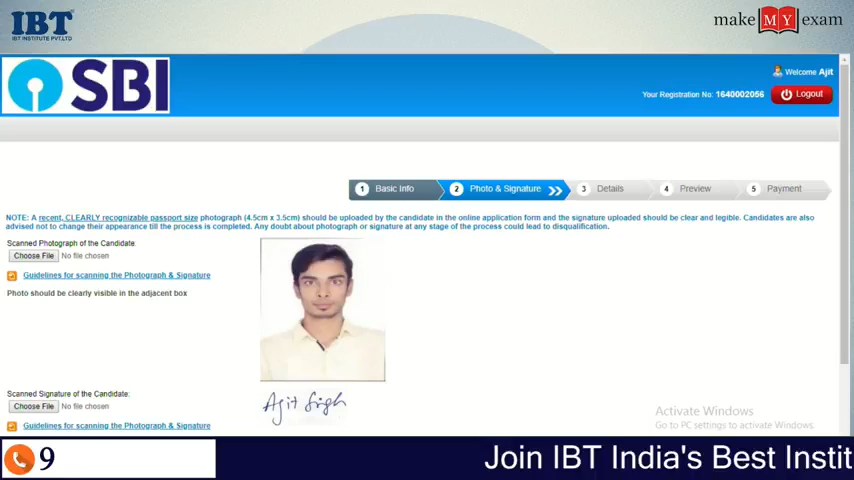 IBT
IBT INSTITUTE PVT.LTD
make MY exam
SBI
Welcome Ajit
Your Registration No: 1640002056
Logout
1 Basic Info
2 Photo & Signature
3 Details
4 Preview
5 Payment
NOTE: A recent, CLEARLY recognizable passport size photograph (4.5cm x 3.5cm) should be uploaded by the candidate in the online application form and the signature uploaded should be clear and legible. Candidates are also
advised not to change their appearance till the process is completed. Any doubt about photograph or signature at any stage of the process could lead to disqualification.
Scanned Photograph of the Candidate
Choose File No file chosen
Guidelines for scanning the Photograph & Signature
Photo should be clearly visible in the adjacent box
Scanned Signature of the Candidate:
Ajit Singh
Choose File No file chosen
Guidelines for scanning the Photograph & Signature
Activate Windows
Go to PC settings to activate Windows.
9
Join IBT India's Best Instit